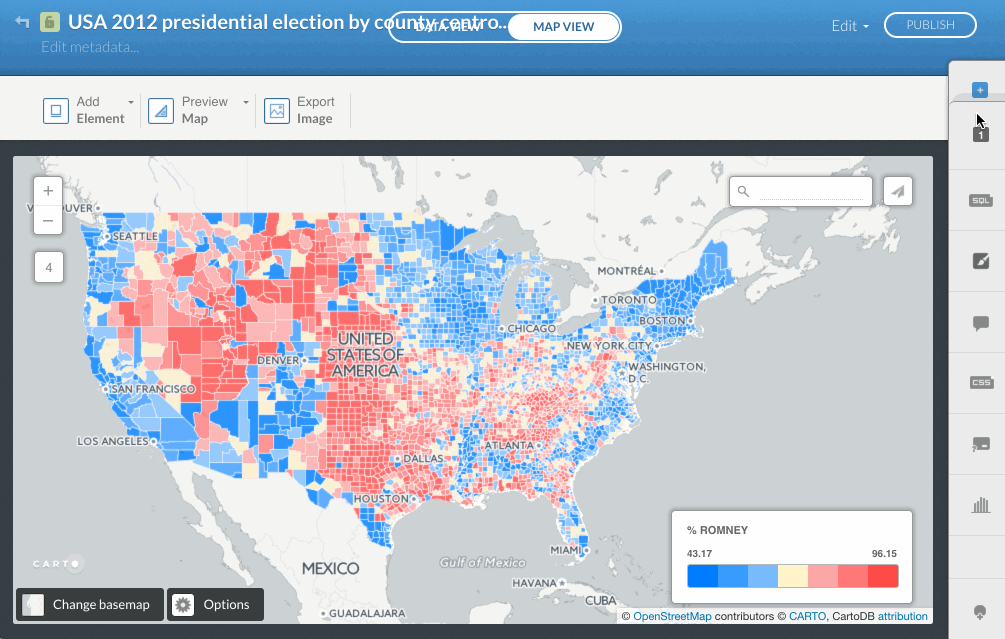 USA 2012 presidential election by county centro...
DATA VIEW
MAP VIEW
Edit
PUBLISH
Edit metadata...
Add
Element
Preview
Map
Export
Image
+
1
SQL
CSS
+
−
4
SEATTLE
MONTRÉAL
TORONTO
BOSTON
CHICAGO
NEW YORK CITY
UNITED
STATES OF
AMERICA
DENVER
WASHINGTON,
D.C.
SAN FRANCISCO
LOS ANGELES
ATLANTA
DALLAS
HOUSTON
MIAMI
MEXICO
Gulf of Mexico
HAVANA
CUBA
GUADALAJARA
% ROMNEY
43.17
96.15
CARTO
Change basemap
Options
© OpenStreetMap contributors © CARTO, CartoDB attribution